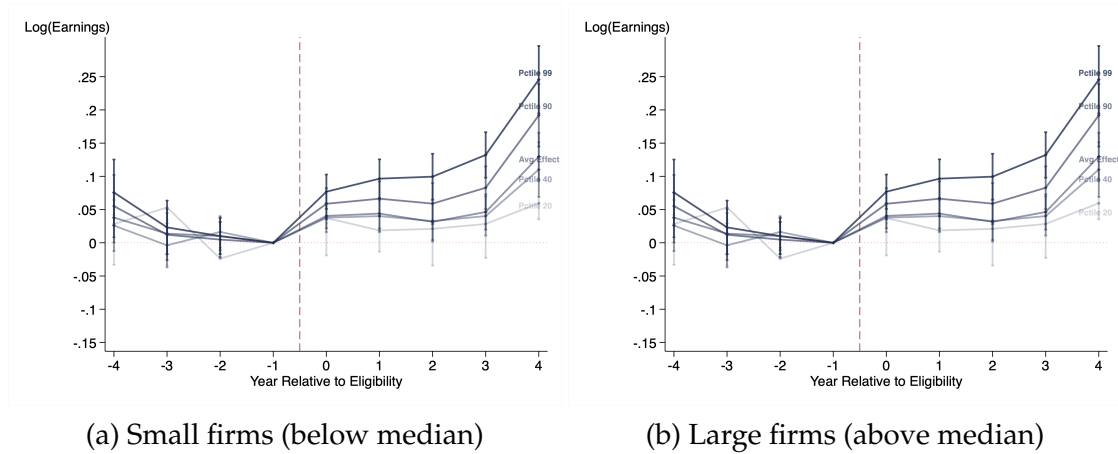 Log(Earnings)
.25
.2
.15
.1
.05
0
-.05
-.1
-.15
Pctile 99
Pctile 90
Avg Effect
Pctile 40
Pctile 20
-4 -3 -2 -1 0 1 2 3 4
Year Relative to Eligibility
(a) Small firms (below median)
Log(Earnings)
.25
.2
.15
.1
.05
0
-.05
-.1
-.15
Pctile 99
Pctile 90
Avg Effect
Pctile 40
Pctile 20
-4 -3 -2 -1 0 1 2 3 4
Year Relative to Eligibility
(b) Large firms (above median)